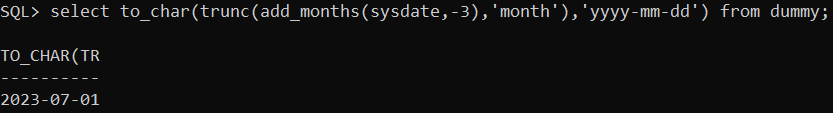 SQL> select to_char(trunc(add_months(sysdate,-3),'month'),'yyyy-mm-dd') from dummy;
TO_CHAR(TR
----------
2023-07-01